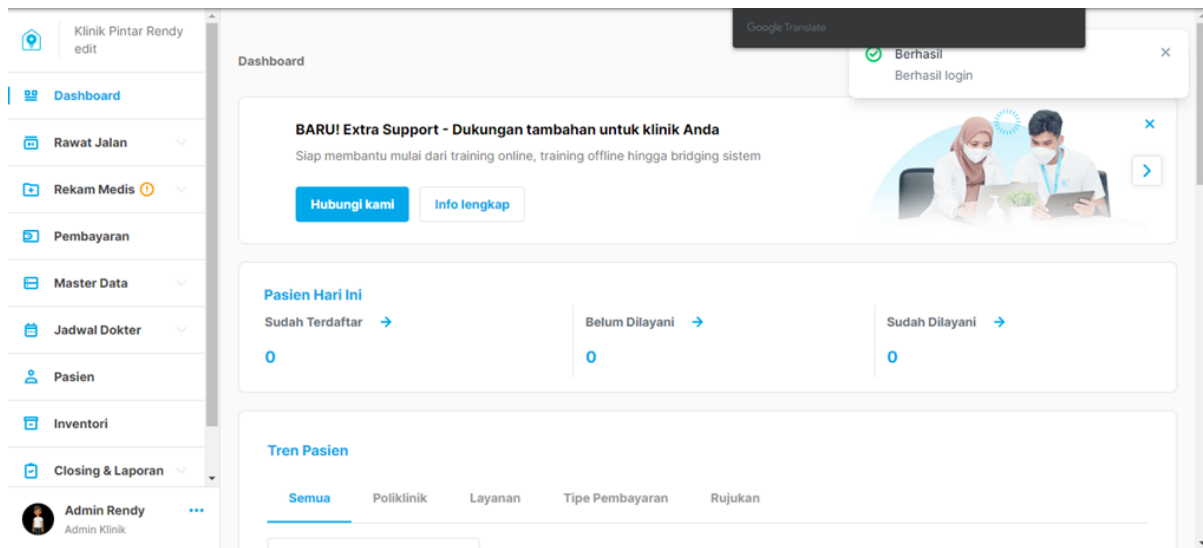 Klinik Pintar Rendy
edit
Dashboard
Rawat Jalan
Rekam Medis
Pembayaran
Master Data
Jadwal Dokter
Pasien
Inventori
Closing & Laporan
Admin Rendy
Admin Klinik
Google Translate
Berhasil
Berhasil login
Dashboard
BARU! Extra Support - Dukungan tambahan untuk klinik Anda
Siap membantu mulai dari training online, training offline hingga bridging sistem
Hubungi kami Info lengkap
Pasien Hari Ini
Sudah Terdaftar Belum Dilayani Sudah Dilayani
0 0 0
Tren Pasien
Semua Poliklinik Layanan Tipe Pembayaran Rujukan